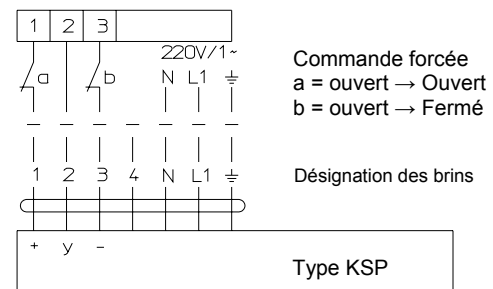 1 2 3
220V/1~
a b N L1
Commande forcée
a = ouvert → Ouvert
b = ouvert → Fermé
1 2 3 4 N L1
Désignation des brins
+ y -
Type KSP